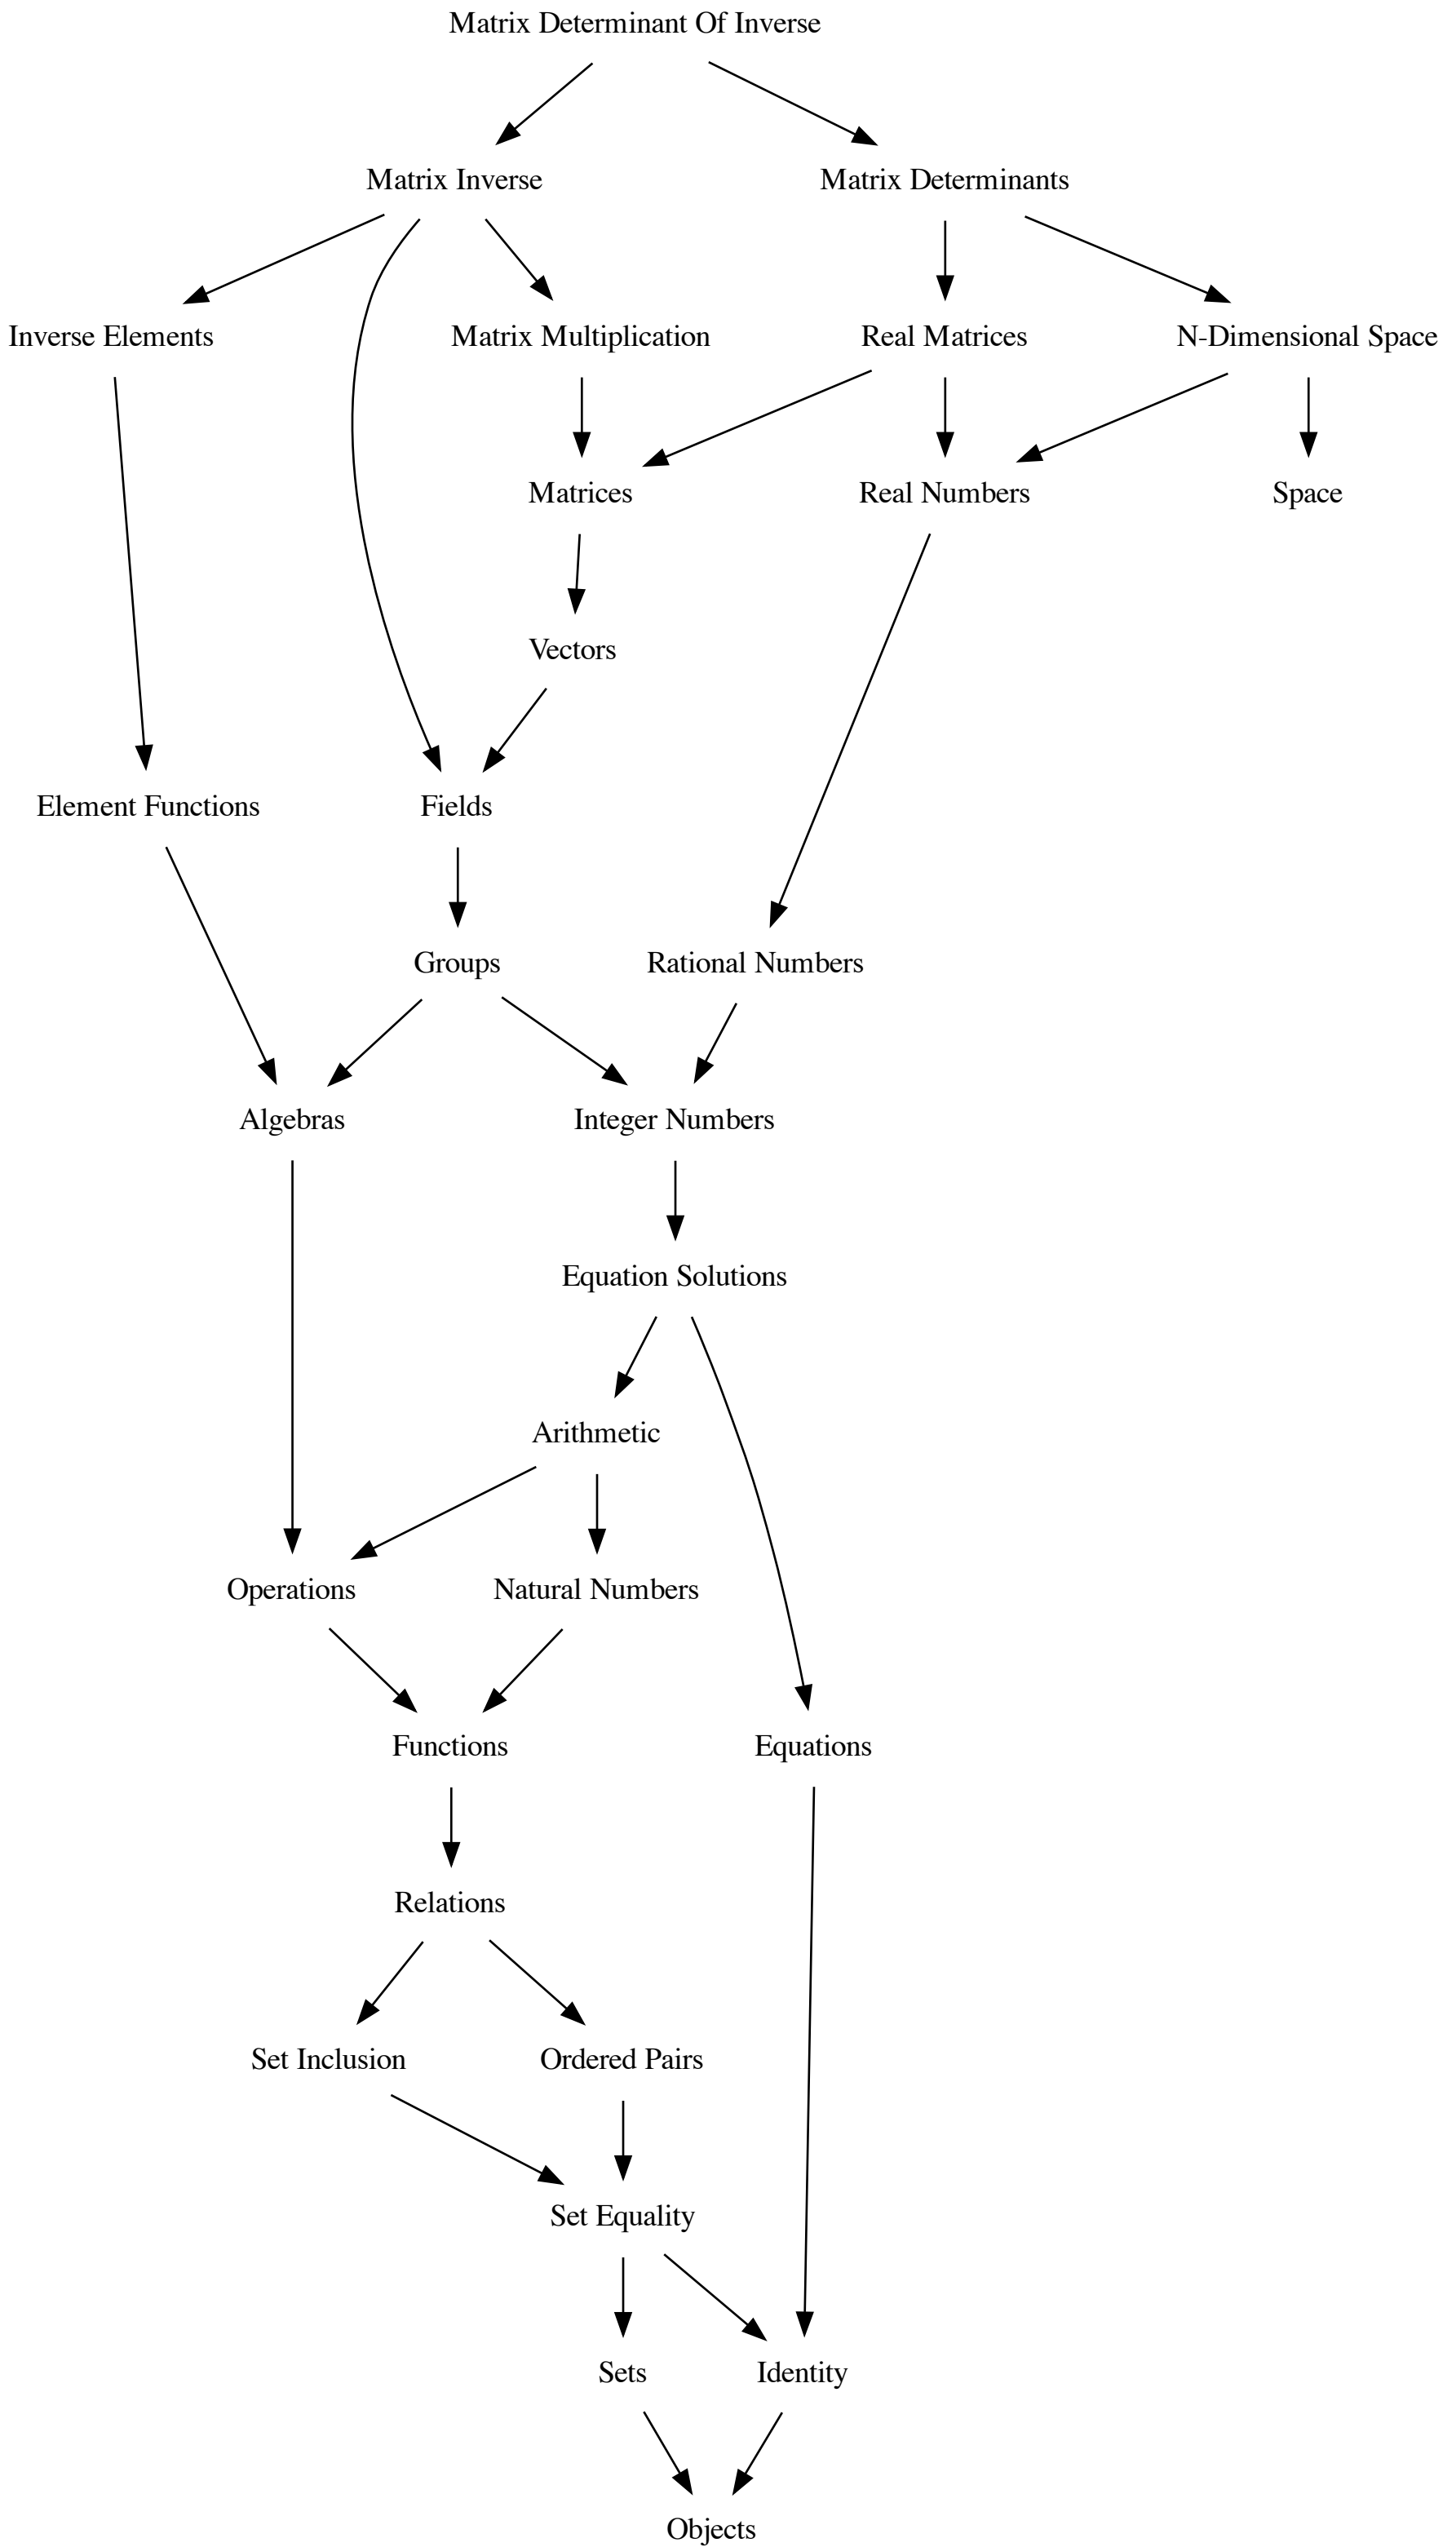 Matrix Determinant Of Inverse
Matrix Inverse
Matrix Determinants
Inverse Elements
Matrix Multiplication
Real Matrices
N-Dimensional Space
Matrices
Real Numbers
Space
Vectors
Element Functions
Fields
Groups
Rational Numbers
Algebras
Integer Numbers
Equation Solutions
Arithmetic
Operations
Natural Numbers
Functions
Equations
Relations
Set Inclusion
Ordered Pairs
Set Equality
Sets
Identity
Objects